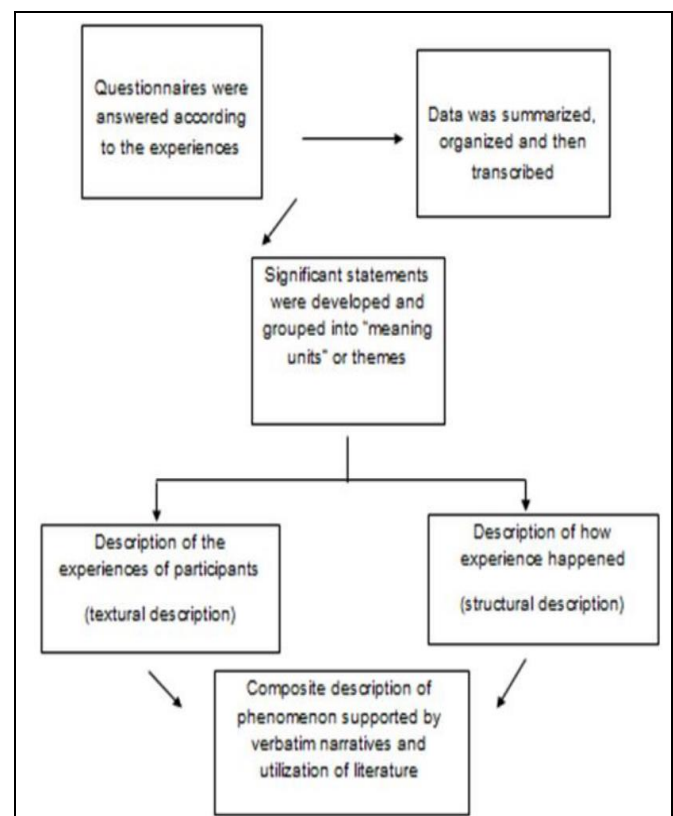 Questionnaires were
answered according
to the experiences
Data was summarized,
organized and then
transcribed
Significant statements
were developed and
grouped into "meaning
units" or themes
Description of the
experiences of participants
(textural description)
Description of how
experience happened
(structural description)
Composite description of
phenomenon supported by
verbatim narratives and
utilization of literature